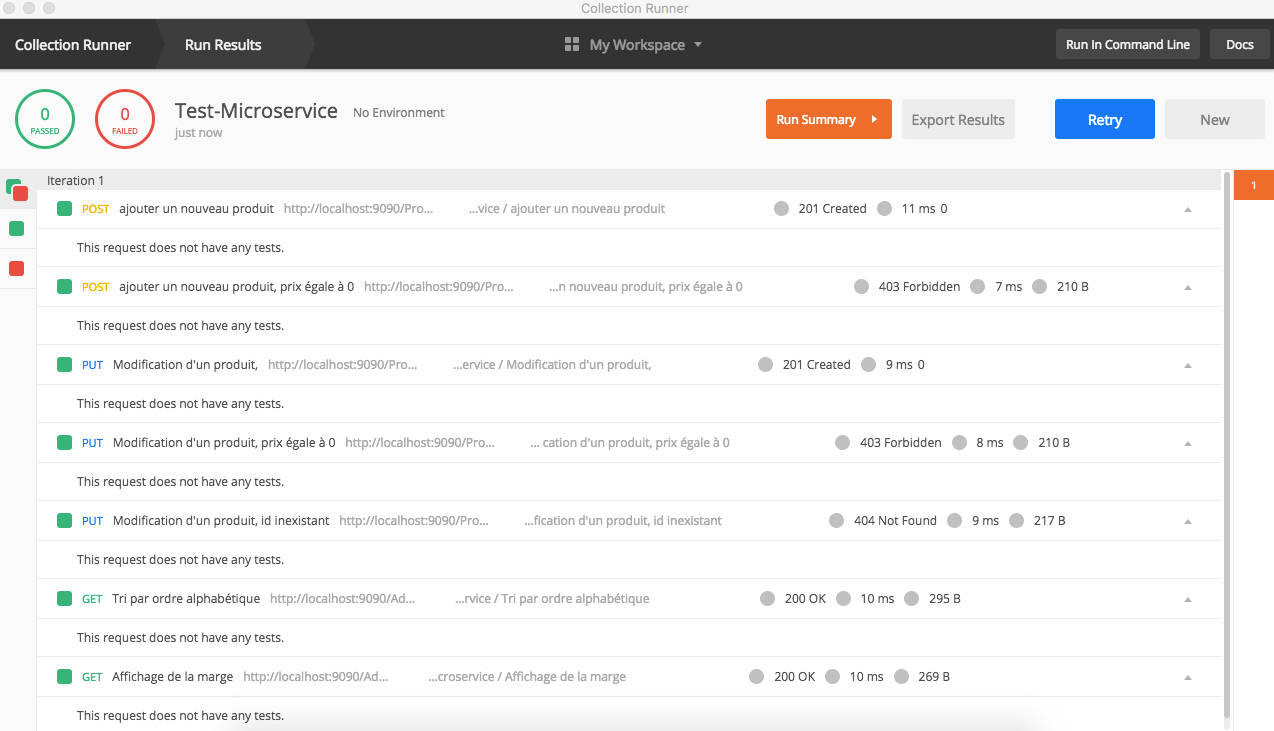 Collection Runner
Collection Runner Run Results My Workspace Run In Command Line Docs
0 PASSED 0 FAILED Test-Microservice No Environment Run Summary Export Results Retry New
just now
Iteration 1 1
POST ajouter un nouveau produit http://localhost:9090/Pro... ...vice / ajouter un nouveau produit 201 Created 11 ms 0
This request does not have any tests.
POST ajouter un nouveau produit, prix égale à 0 http://localhost:9090/Pro... ...n nouveau produit, prix égale à 0 403 Forbidden 7 ms 210 B
This request does not have any tests.
PUT Modification d'un produit, http://localhost:9090/Pro... ...ervice / Modification d'un produit, 201 Created 9 ms 0
This request does not have any tests.
PUT Modification d'un produit, prix égale à 0 http://localhost:9090/Pro... ... cation d'un produit, prix égale à 0 403 Forbidden 8 ms 210 B
This request does not have any tests.
PUT Modification d'un produit, id inexistant http://localhost:9090/Pro... ...fication d'un produit, id inexistant 404 Not Found 9 ms 217 B
This request does not have any tests.
GET Tri par ordre alphabétique http://localhost:9090/Ad... ...rvice / Tri par ordre alphabétique 200 OK 10 ms 295 B
This request does not have any tests.
GET Affichage de la marge http://localhost:9090/Ad... ...croservice / Affichage de la marge 200 OK 10 ms 269 B
This request does not have any tests.